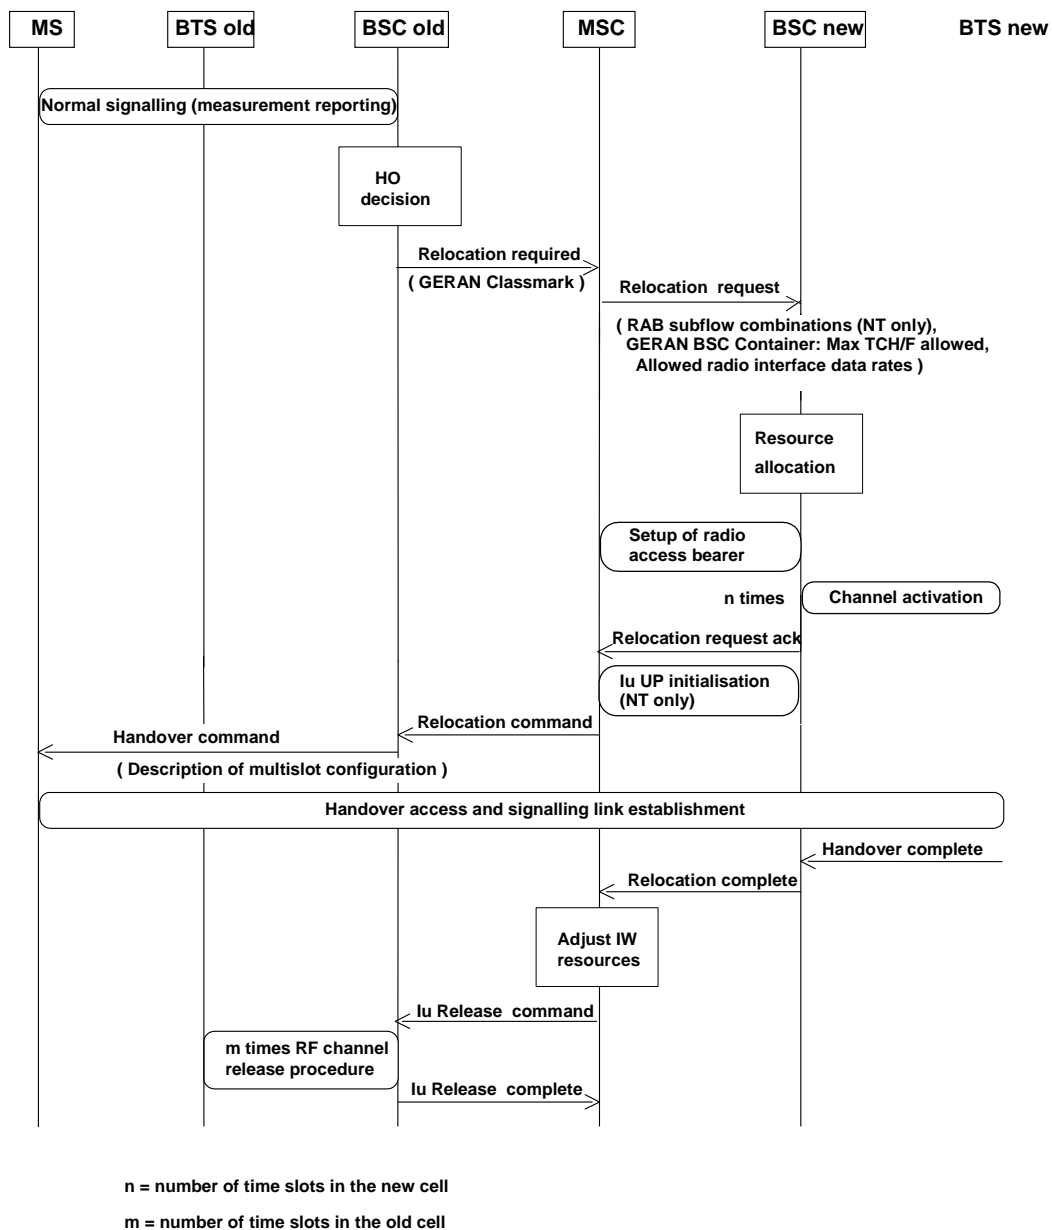 MS
BTS old
BSC old
MSC
BSC new
BTS new
Normal signalling (measurement reporting)
HO
decision
Relocation required
( GERAN Classmark )
Relocation request
( RAB subflow combinations (NT only),
GERAN BSC Container: Max TCH/F allowed,
Allowed radio interface data rates )
Resource
allocation
Setup of radio
access bearer
n times
Channel activation
Relocation request ack
Iu UP initialisation
(NT only)
Relocation command
Handover command
( Description of multislot configuration )
Handover access and signalling link establishment
Handover complete
Relocation complete
Adjust IW
resources
Iu Release command
m times RF channel
release procedure
Iu Release complete
n = number of time slots in the new cell
m = number of time slots in the old cell